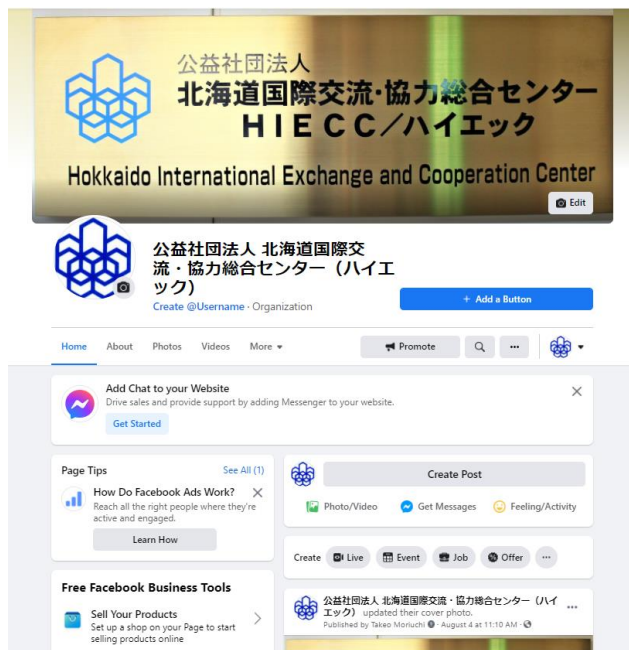 公益社団法人
北海道国際交流・協力総合センター
HIECC/ハイエック
Hokkaido International Exchange and Cooperation Center
Edit
公益社団法人 北海道国際交
流・協力総合センター（ハイエ
ック）
Create @Username · Organization
+ Add a Button
Home About Photos Videos More
Promote
Add Chat to your Website
Drive sales and provide support by adding Messenger to your website.
Get Started
Page Tips See All (1)
How Do Facebook Ads Work?
Reach all the right people where they're
active and engaged.
Learn How
Create Post
Photo/Video Get Messages Feeling/Activity
Create Live Event Job Offer
Free Facebook Business Tools
Sell Your Products
Set up a shop on your Page to start
selling products online
公益社団法人 北海道国際交流・協力総合センター（ハイ
エック） updated their cover photo.
Published by Takeo Moriuchi · August 4 at 11:10 AM ·